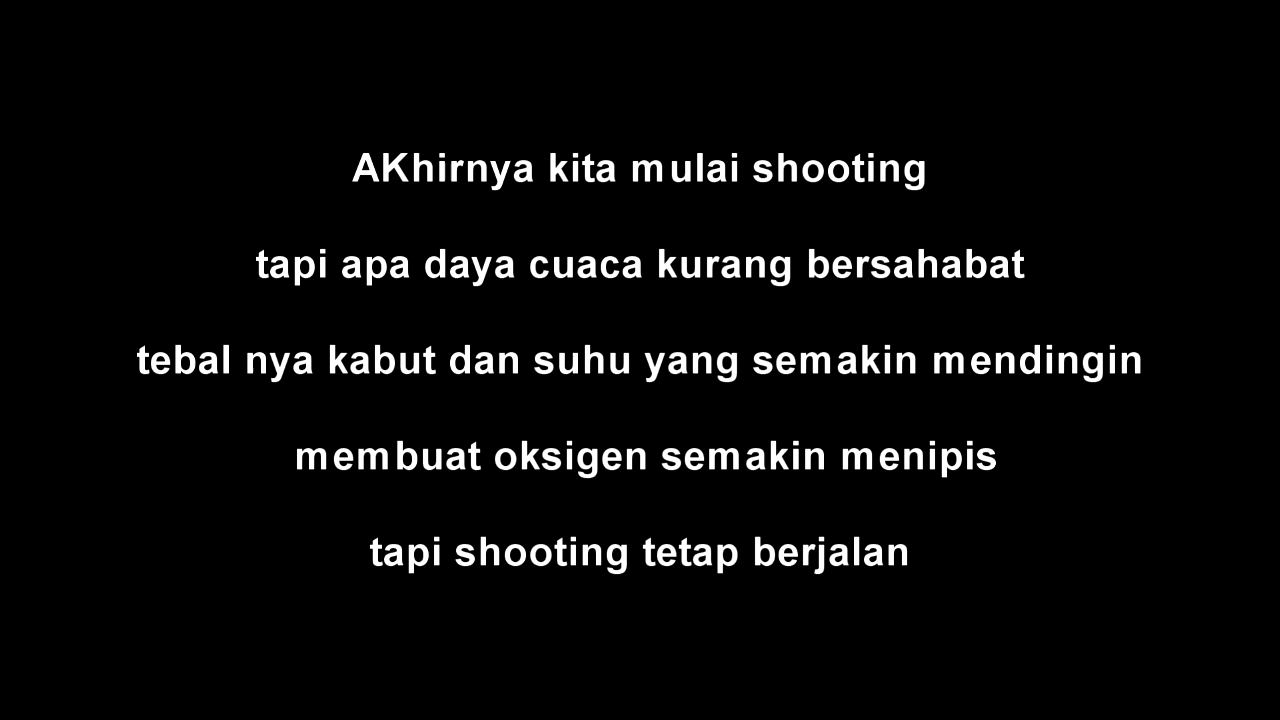 AKhirnya kita mulai shooting
tapi apa daya cuaca kurang bersahabat
tebal nya kabut dan suhu yang semakin mendingin
membuat oksigen semakin menipis
tapi shooting tetap berjalan